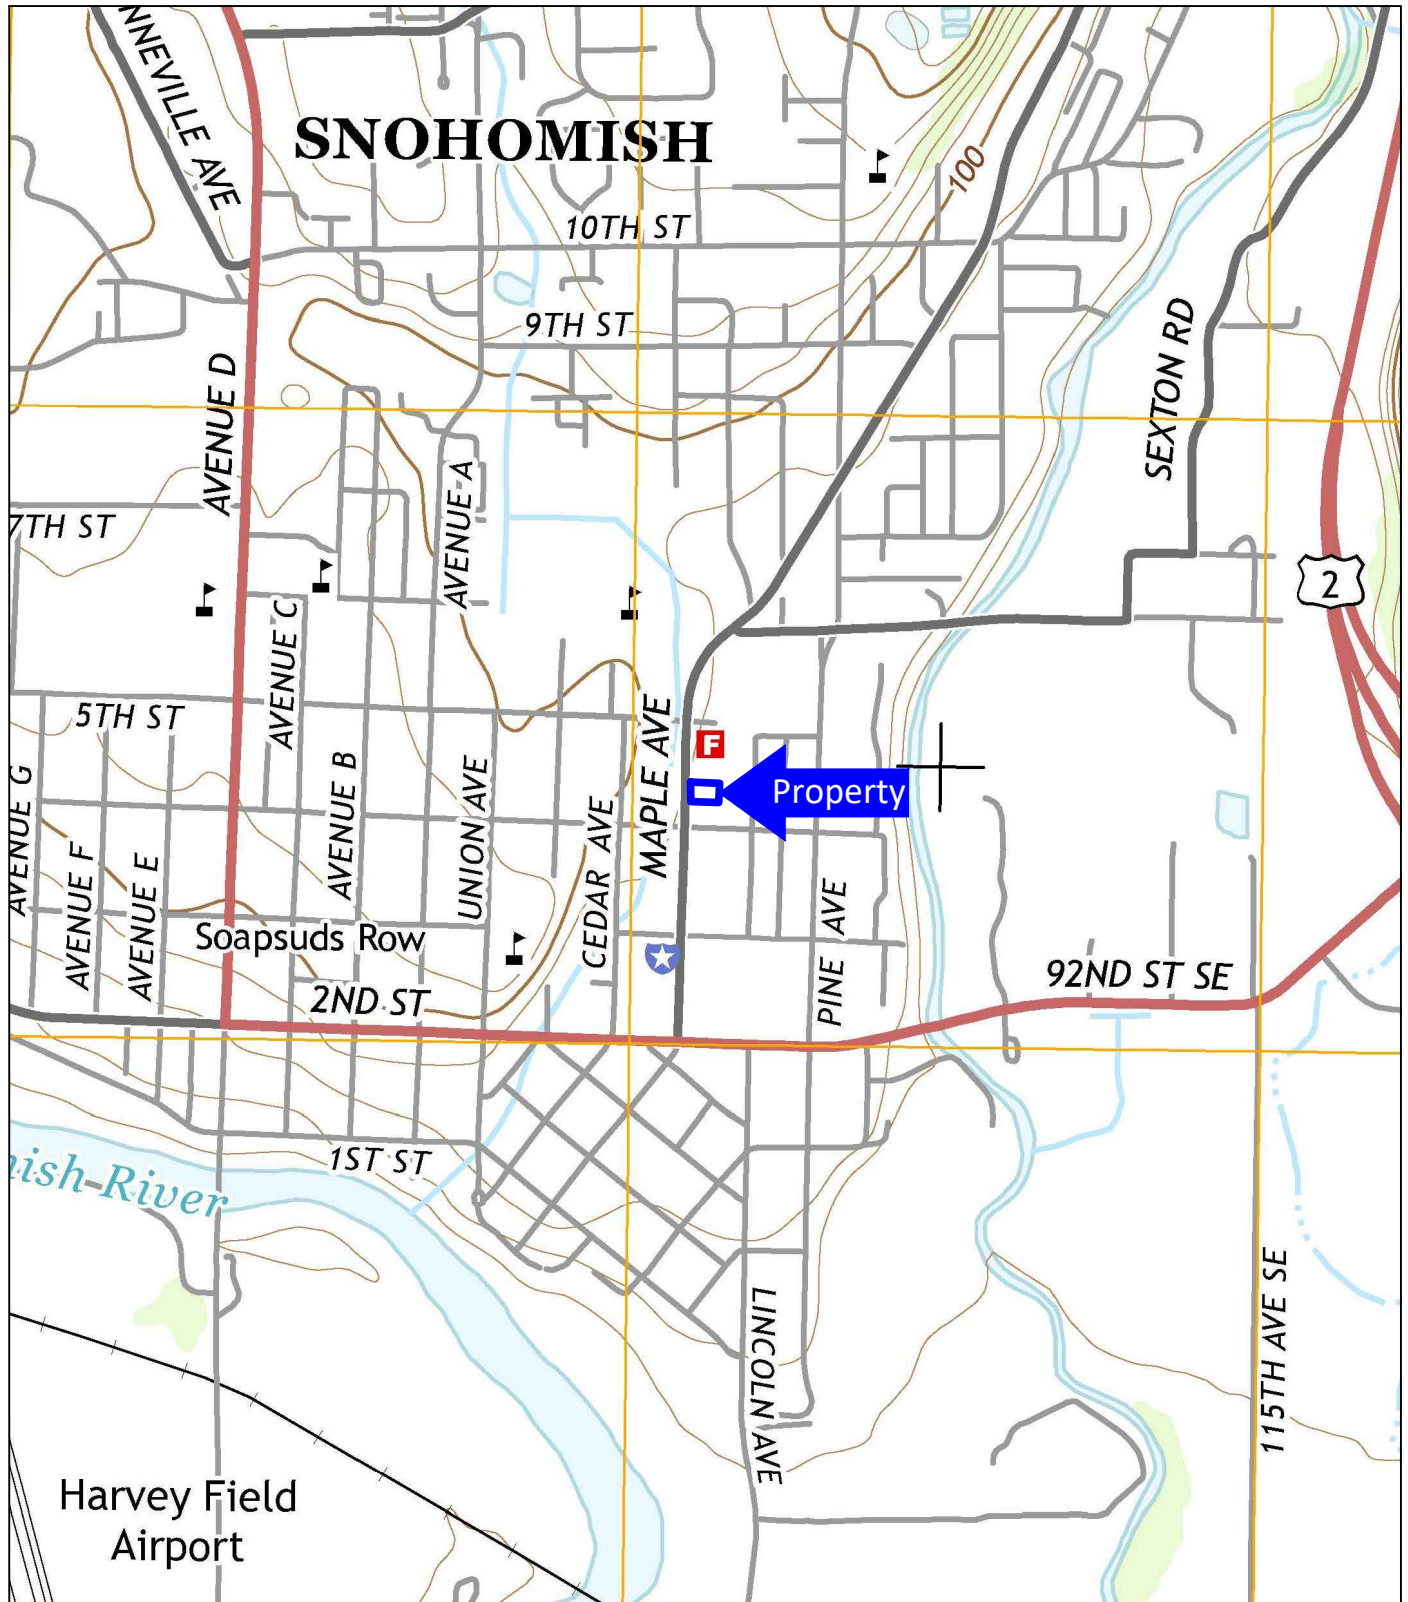 NNEVILLE AVE
SNOHOMISH
100
10TH ST
9TH ST
AVENUE D
SEXTON RD
AVENUE A
7TH ST
2
AVENUE C
5TH ST
MAPLE AVE
F
Property
AVENUE G
AVENUE B
UNION AVE
CEDAR AVE
AVENUE F
AVENUE E
PINE AVE
Soapsuds Row
92ND ST SE
2ND ST
1ST ST
nish River
LINCOLN AVE
115TH AVE SE
Harvey Field
Airport